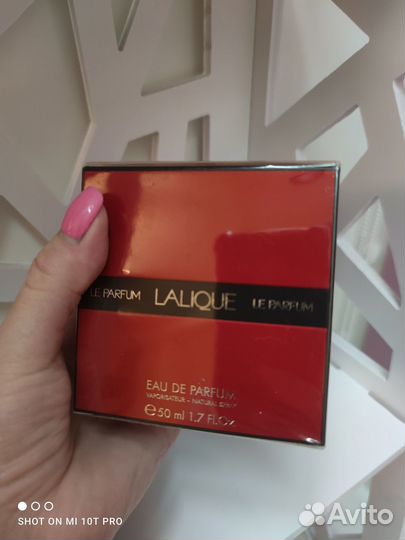 LE PARFUM LALIQUE LE PARFUM
EAU DE PARFUM
VAPORISATEUR - NATURAL SPRAY
e 50 ml 1.7 FL.Oz
SHOT ON MI 10T PRO
Avito